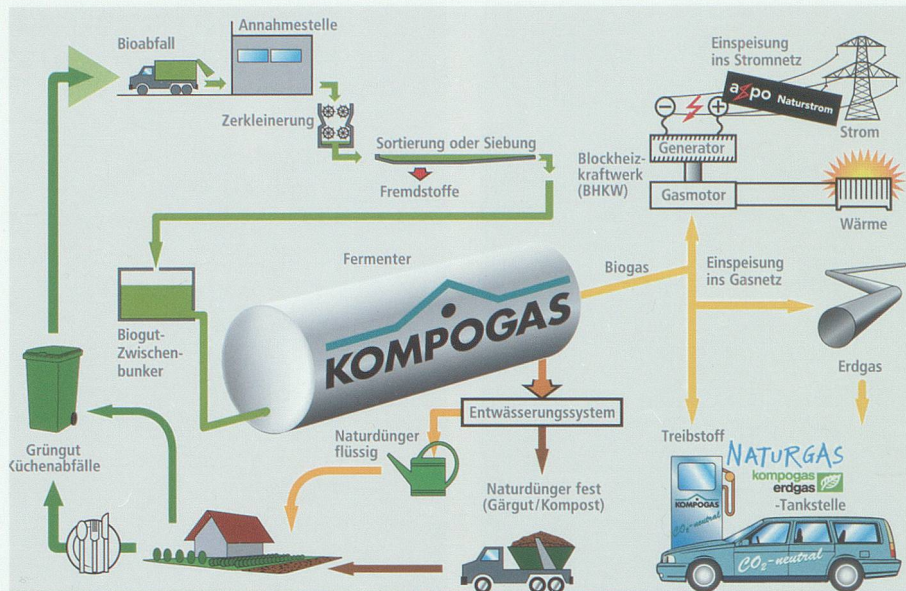 Bioabfall
Annahmestelle
Zerkleinerung
Sortierung oder Siebung
Fremdstoffe
Einspeisung
ins Stromnetz
azpo Naturstrom
Strom
Generator
Blockheiz-
kraftwerk
(BHKW)
Gasmotor
Wärme
Fermenter
KOMPOGAS
Biogas
Einspeisung
ins Gasnetz
Erdgas
Biogut-
Zwischen-
bunker
Entwässerungssystem
Naturdünger
flüssig
Naturdünger fest
(Gärgut/Kompost)
Grüngut
Küchenabfälle
Treibstoff
NATURGAS
kompogas
erdgas
-Tankstelle
KOMPOGAS
CO₂-neutral
CO₂-neutral